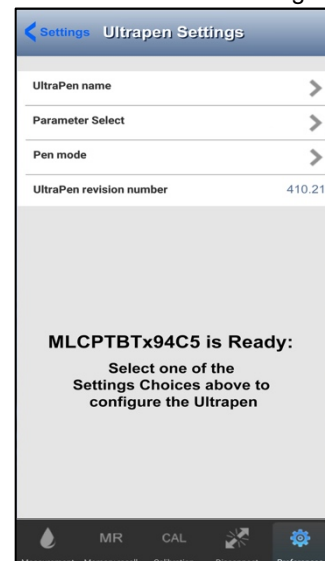 Settings Ultrapen Settings
UltraPen name
Parameter Select
Pen mode
UltraPen revision number 410.21
MLCPTBTx94C5 is Ready:
Select one of the
Settings Choices above to
configure the Ultrapen
MR CAL